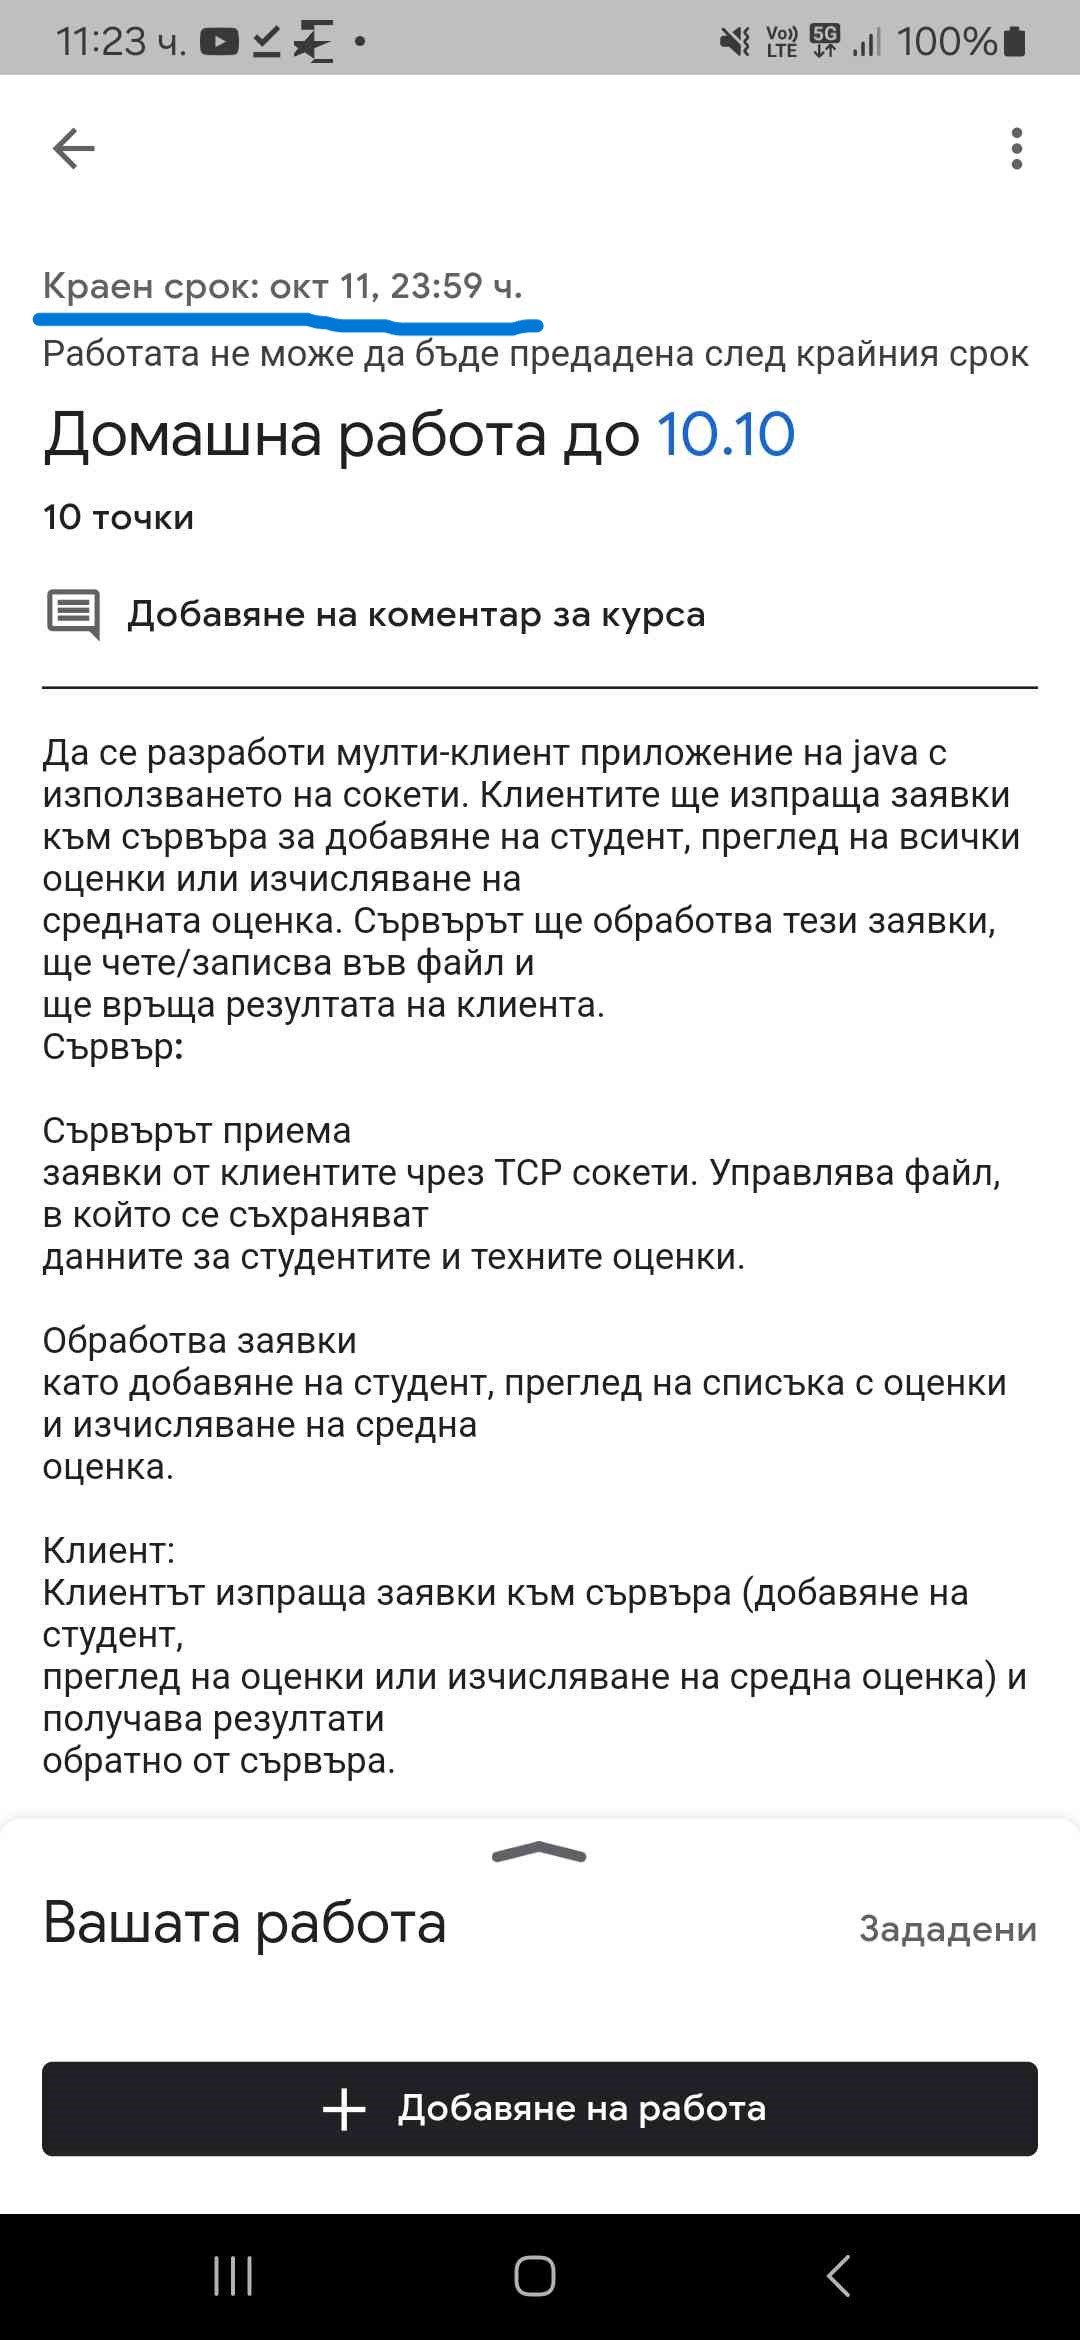 11:23 ч.
Vo)) LTE 5G 100%
Краен срок: окт 11, 23:59 ч.
Работата не може да бъде предадена след крайния срок
Домашна работа до 10.10
10 точки
Добавяне на коментар за курса
Да се разработи мулти-клиент приложение на java с
използването на сокети. Клиентите ще изпраща заявки
към сървъра за добавяне на студент, преглед на всички
оценки или изчисляване на
средната оценка. Сървърът ще обработва тези заявки,
ще чете/записва във файл и
ще връща резултата на клиента.
Сървър:
Сървърът приема
заявки от клиентите чрез TCP сокети. Управлява файл,
в който се съхраняват
данните за студентите и техните оценки.
Обработва заявки
като добавяне на студент, преглед на списъка с оценки
и изчисляване на средна
оценка.
Клиент:
Клиентът изпраща заявки към сървъра (добавяне на
студент,
преглед на оценки или изчисляване на средна оценка) и
получава резултати
обратно от сървъра.
Вашата работа
Зададени
Добавяне на работа